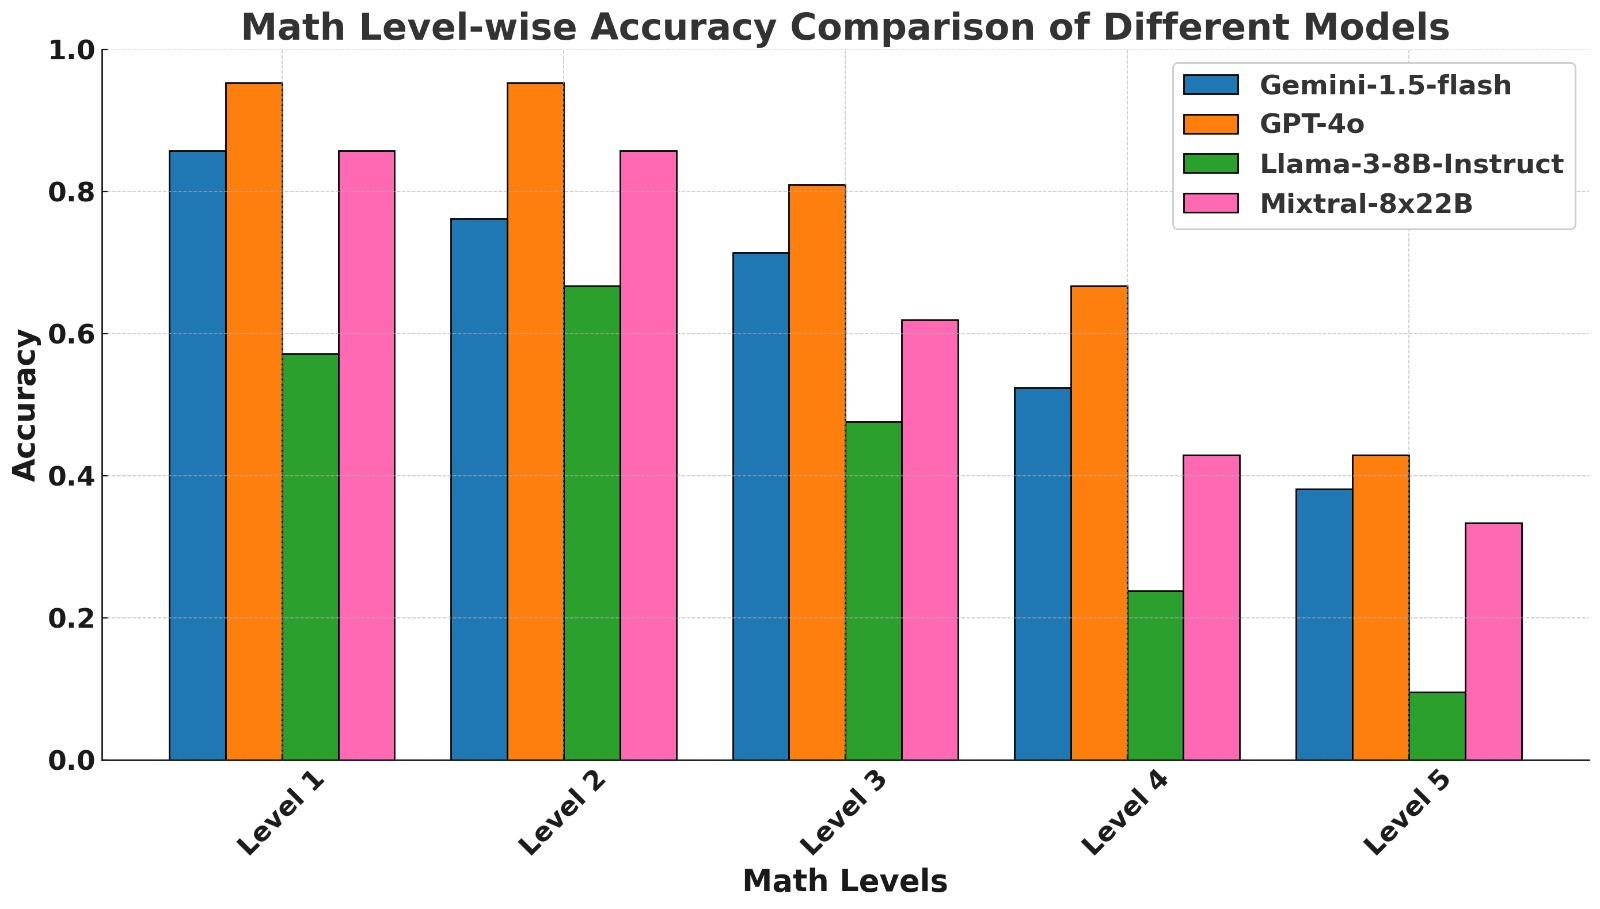 Math Level-wise Accuracy Comparison of Different Models
1.0
0.8
0.6
0.4
0.2
0.0
Accuracy
Gemini-1.5-flash
GPT-4o
Llama-3-8B-Instruct
Mixtral-8x22B
Level 1
Level 2
Level 3
Level 4
Level 5
Math Levels